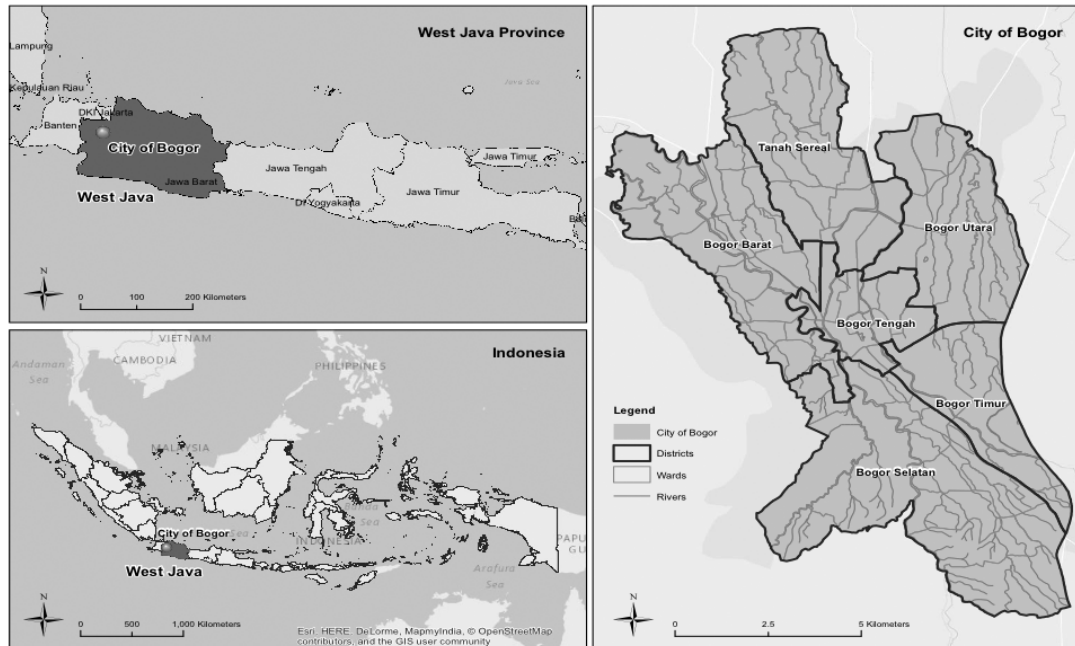 West Java Province
Lampung
Java Sea
Kepulauan Riau
DKI Jakarta
Banten
City of Bogor
Jawa Tengah
Jawa Timur
Jawa Barat
Jawa Timur
West Java
DI Yogyakarta
N
0 100 200 Kilometers
Indonesia
VIETNAM
Andaman
Sea
CAMBODIA
PHILIPPINES
MALAYSIA
City of Bogor
Sea
INDONESIA
Sea
PAPU
GU
West Java
Arafura
Sea
N
0 500 1,000 Kilometers
Esri, HERE, DeLorme, MapmyIndia, © OpenStreetMap
contributors, and the GIS user community
City of Bogor
Tanah Sereal
Bogor Utara
Bogor Barat
Bogor Tengah
Bogor Timur
Bogor Selatan
Legend
City of Bogor
Districts
Wards
Rivers
N
0 2.5 5 Kilometers